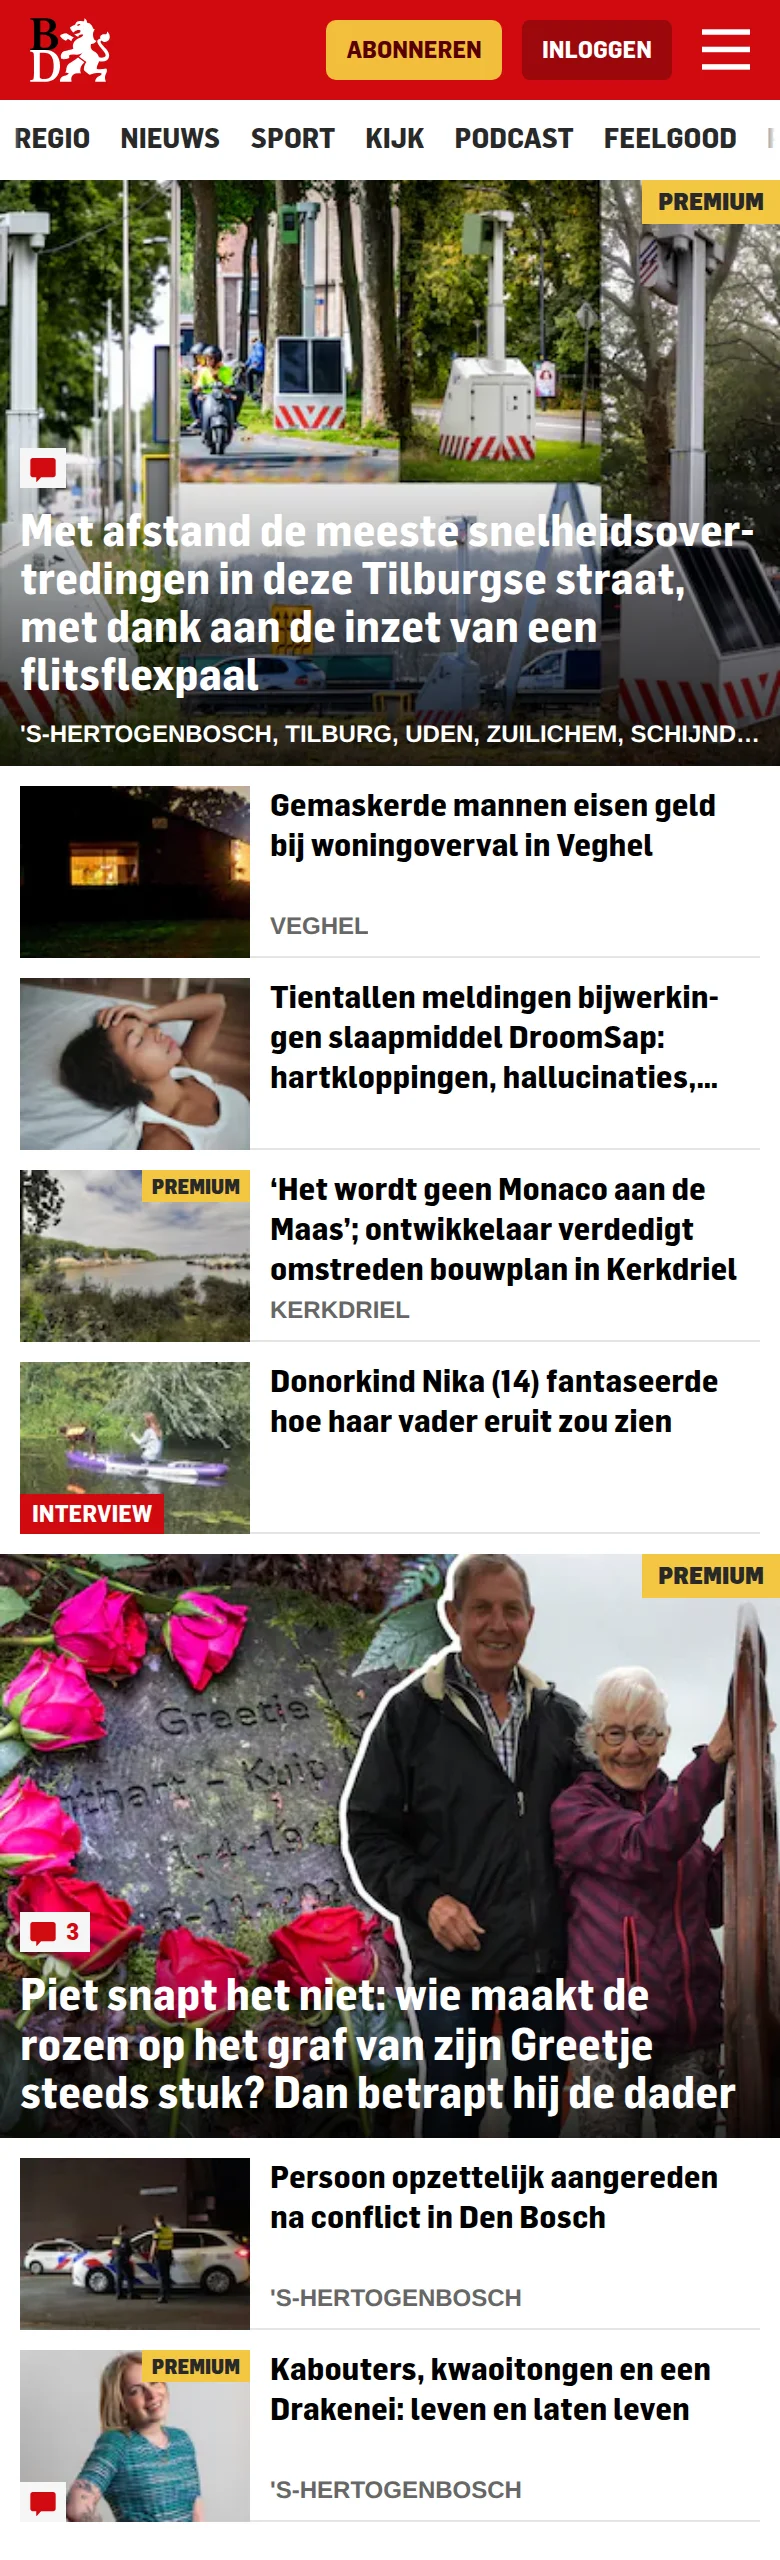 BD
ABONNEREN
INLOGGEN
REGIO NIEUWS SPORT KIJK PODCAST FEELGOOD
PREMIUM
Met afstand de meeste snelheidsover-
tredingen in deze Tilburgse straat,
met dank aan de inzet van een
flitsflexpaal
'S-HERTOGENBOSCH, TILBURG, UDEN, ZUILICHEM, SCHIJND...
Gemaskerde mannen eisen geld
bij woningoverval in Veghel
VEGHEL
Tientallen meldingen bijwerkin-
gen slaapmiddel DroomSap:
hartkloppingen, hallucinaties,...
PREMIUM
‘Het wordt geen Monaco aan de
Maas’; ontwikkelaar verdedigt
omstreden bouwplan in Kerkdriel
KERKDRIEL
Donorkind Nika (14) fantaseerde
hoe haar vader eruit zou zien
INTERVIEW
PREMIUM
Greetje
3
Piet snapt het niet: wie maakt de
rozen op het graf van zijn Greetje
steeds stuk? Dan betrapt hij de dader
Persoon opzettelijk aangereden
na conflict in Den Bosch
'S-HERTOGENBOSCH
PREMIUM
Kabouters, kwaoitongen en een
Drakenei: leven en laten leven
'S-HERTOGENBOSCH